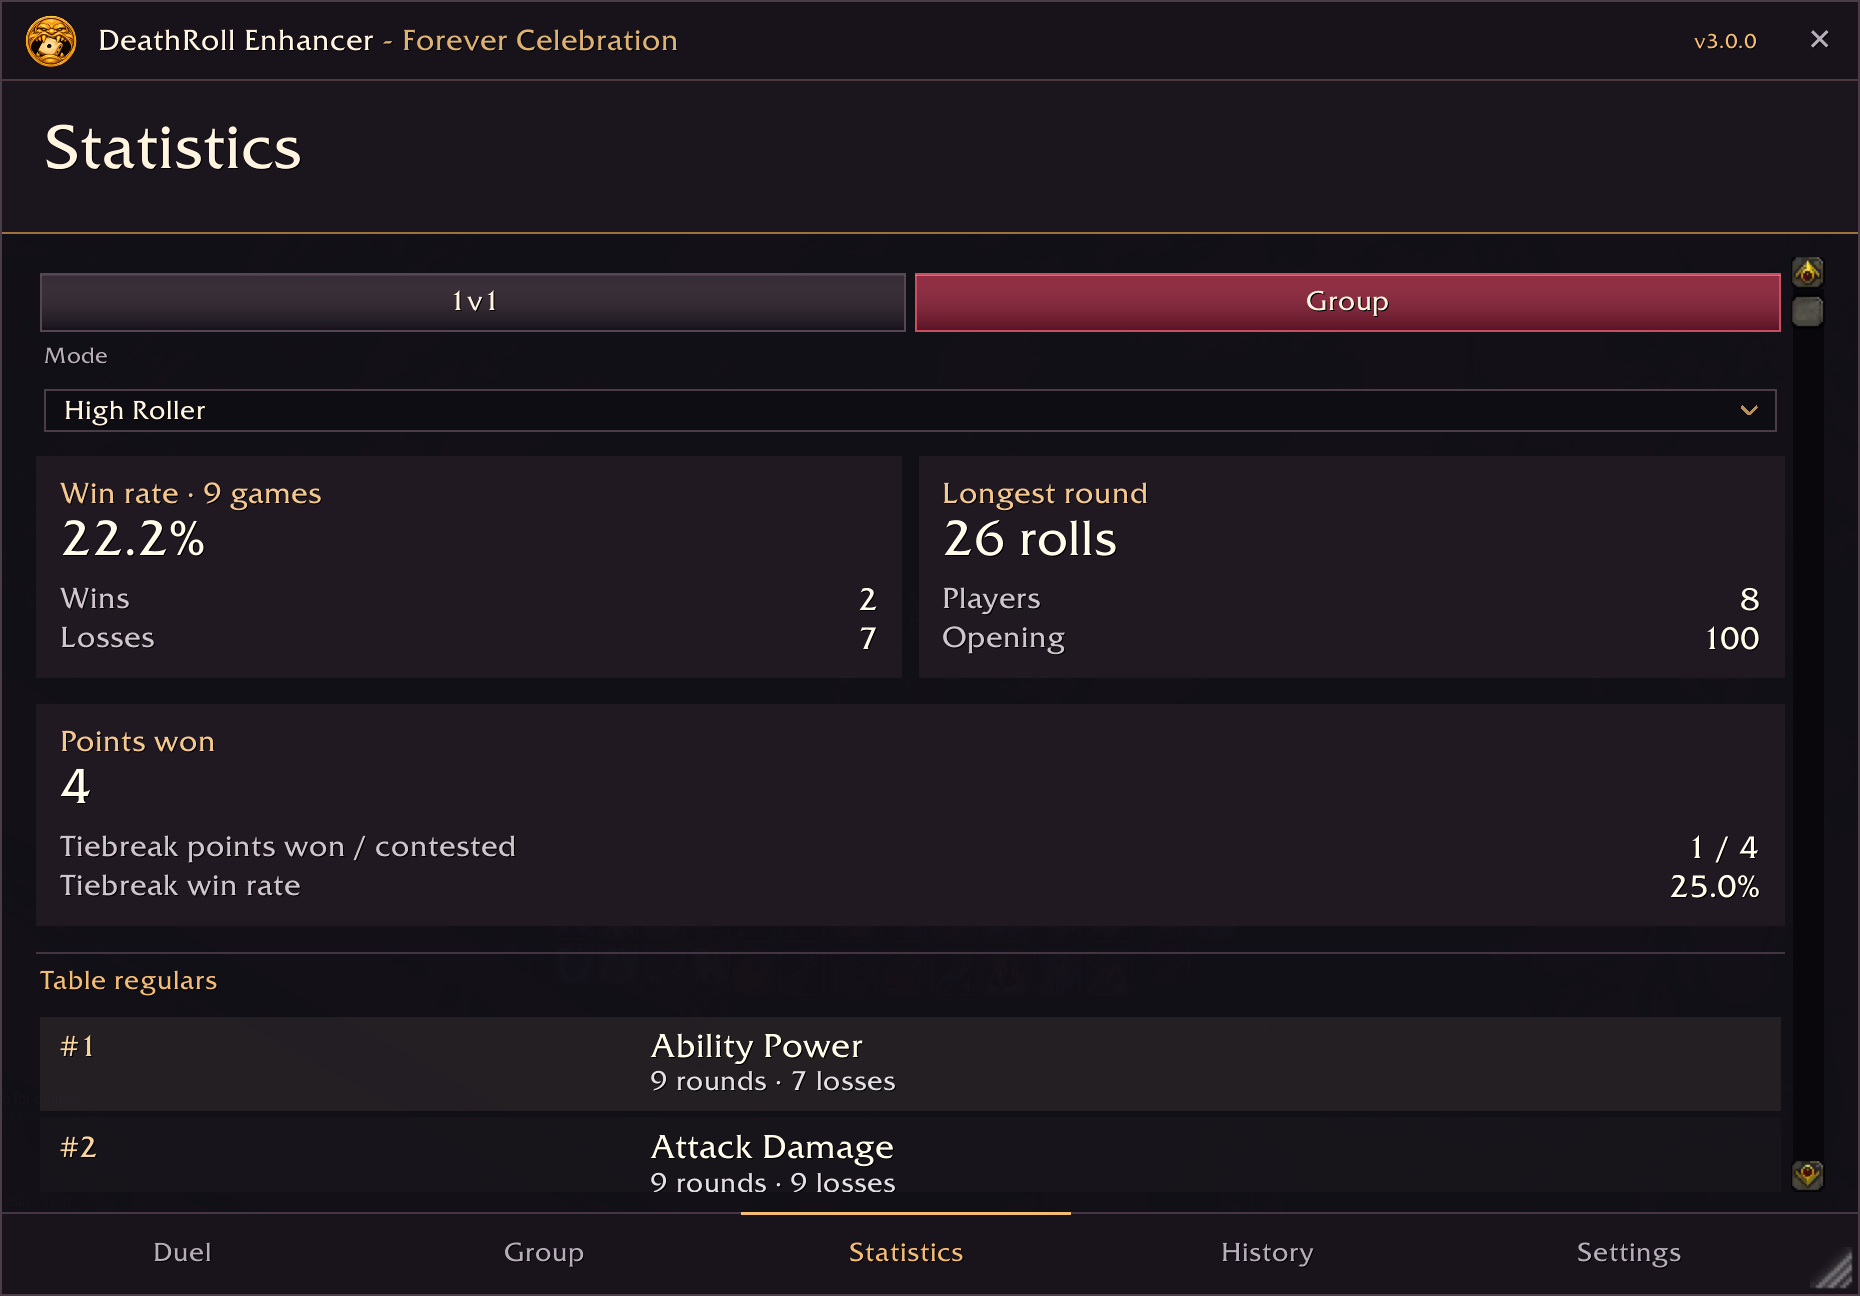 DeathRoll Enhancer - Forever Celebration
v3.0.0
Statistics
1v1
Group
Mode
High Roller
Win rate · 9 games
22.2%
Wins 2
Losses 7
Longest round
26 rolls
Players 8
Opening 100
Points won
4
Tiebreak points won / contested 1 / 4
Tiebreak win rate 25.0%
Table regulars
#1 Ability Power
9 rounds · 7 losses
#2 Attack Damage
9 rounds · 9 losses
Duel Group Statistics History Settings